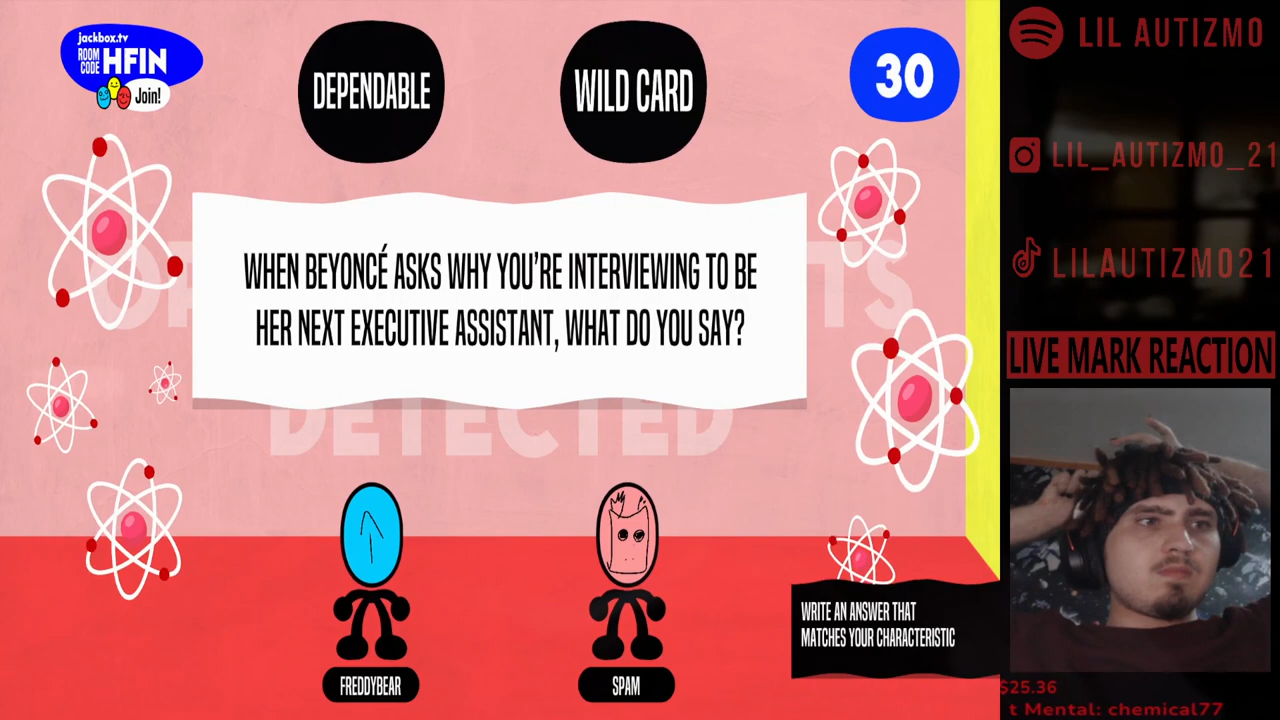 jackbox.tv
ROOM CODE HFIN
Join!
DEPENDABLE
WILD CARD
30
WHEN BEYONCÉ ASKS WHY YOU'RE INTERVIEWING TO BE
HER NEXT EXECUTIVE ASSISTANT, WHAT DO YOU SAY?
DETECTED
WRITE AN ANSWER THAT
MATCHES YOUR CHARACTERISTIC
FREDDYBEAR
SPAM
LIL AUTIZMO
LIL_AUTIZMO_21
LILAUTIZMO21
LIVE MARK REACTION
$25.36
t Mental: chemical77